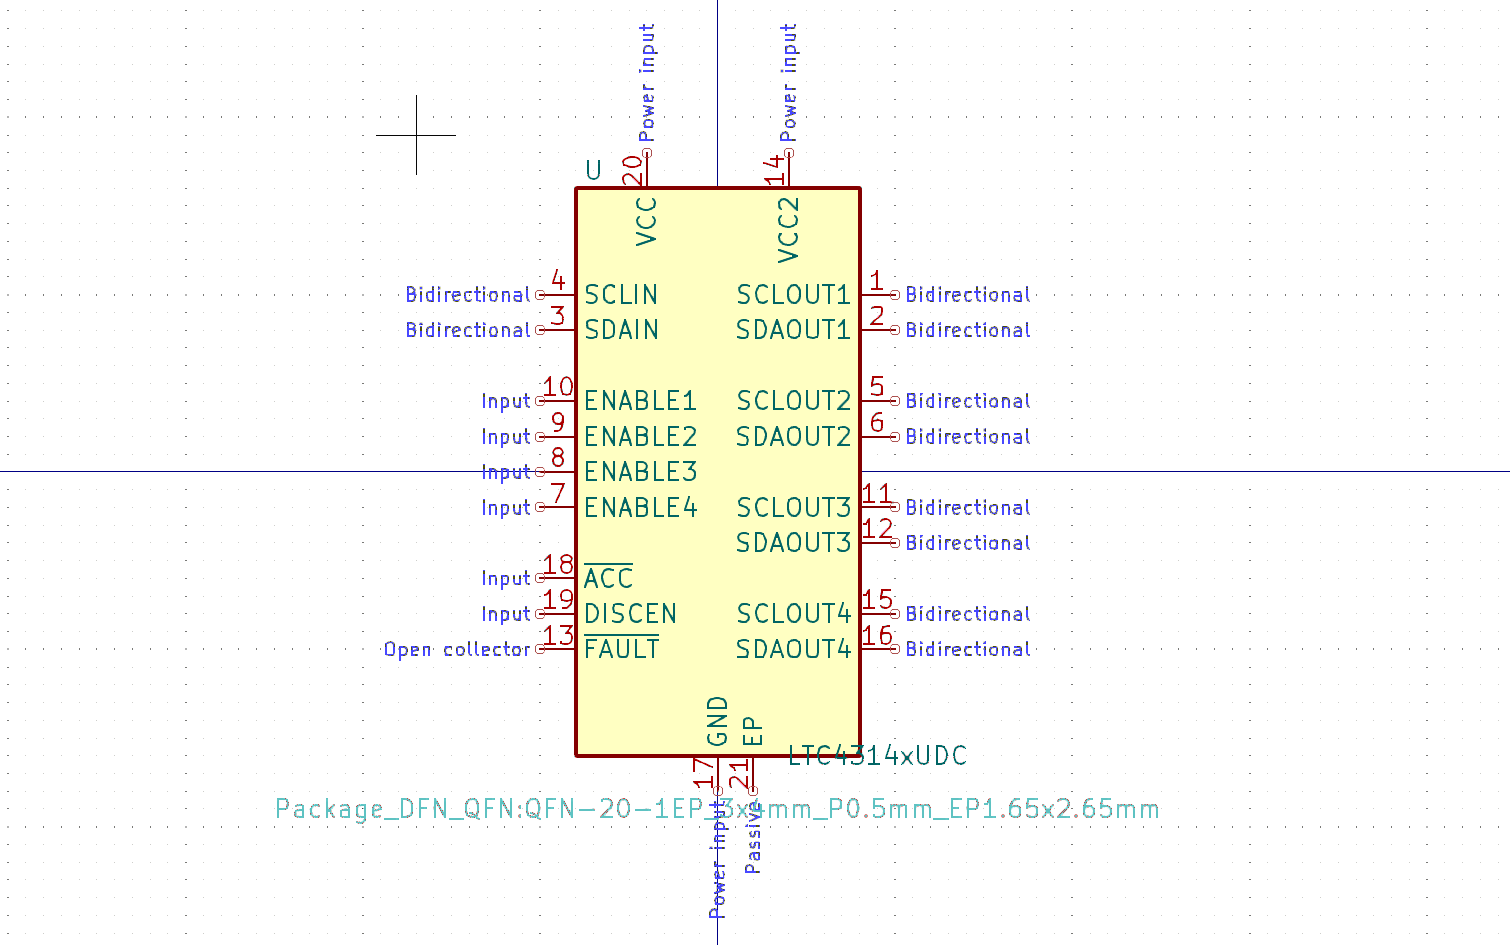 Power input Power input
U 20 14
VCC VCC2
Bidirectional 4 SCLIN SCLOUT1 1 Bidirectional
Bidirectional 3 SDAIN SDAOUT1 2 Bidirectional
Input 10 ENABLE1 SCLOUT2 5 Bidirectional
Input 9 ENABLE2 SDAOUT2 6 Bidirectional
Input 8 ENABLE3
Input 7 ENABLE4 SCLOUT3 11 Bidirectional
SDAOUT3 12 Bidirectional
Input 18 ACC
Input 19 DISCEN SCLOUT4 15 Bidirectional
Open collector 13 FAULT SDAOUT4 16 Bidirectional
GND EP
LTC4314xUDC
17 21
Package_DFN_QFN:QFN-20-1EP_3x4mm_P0.5mm_EP1.65x2.65mm
Power input Passive